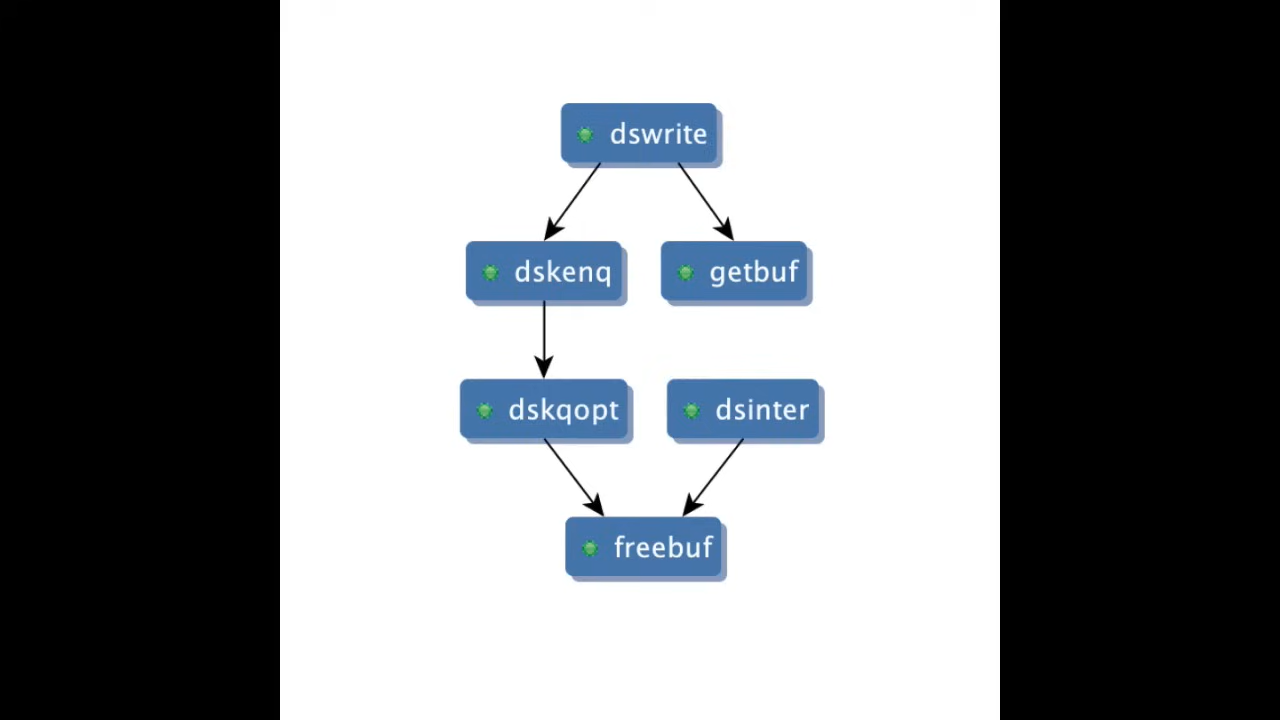 dswrite
dskenq
getbuf
dskqopt
dsinter
freebuf